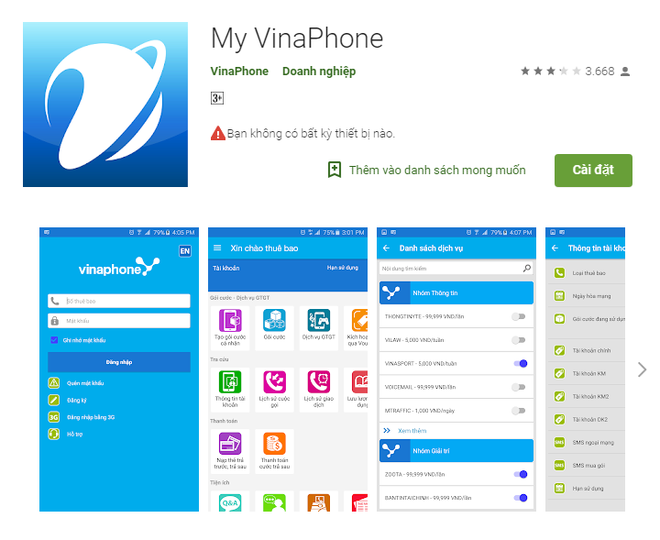 My VinaPhone
VinaPhone Doanh nghiệp 3.668
3+
Bạn không có bất kỳ thiết bị nào.
Thêm vào danh sách mong muốn Cài đặt
79% 4:05 PM
EN
vinaphone
Số thuê bao
Mật khẩu
Ghi nhớ mật khẩu
Đăng nhập
Quên mật khẩu
Đăng ký
3G Đăng nhập bằng 3G
Hỗ trợ
75% 3:01 PM
Xin chào thuê bao
Tài khoản Hạn sử dụng
Gói cước - Dịch vụ GTGT
Tạo gói cước cá nhân
Gói cước
Dịch vụ GTGT
Kích hoạ
qua Vou
Tra cứu
Thông tin tài khoản
Lịch sử cuộc gọi
Lịch sử giao dịch
Lưu lượn
dụng
Thanh toán
Nạp thẻ trả trước, trả sau
Thanh toán cước trả sau
Tiện ích
Q&A
79% 4:07 PM
Danh sách dịch vụ
Nội dung tìm kiếm
Nhóm Thông tin
THONGTINYTE - 99,999 VND/lần
VILAW - 5,000 VND/tuần
VINASPORT - 5,000 VND/tuần
VOICEMAIL - 99,999 VND/lần
MTRAFFIC - 1,000 VND/ngày
Xem thêm
Nhóm Giải trí
ZOOTA - 99,999 VND/lần
BANTINTAICHINH - 99,999 VND/lần
Thông tin tài kho
Loại thuê bao
Ngày hòa mạng
Gói cước đang sử dụn
Tài khoản chính
Tài khoản KM
Tài khoản KM2
Tài khoản DK2
SMS SMS ngoại mạng
SMS SMS mua gói
Hạn sử dụng